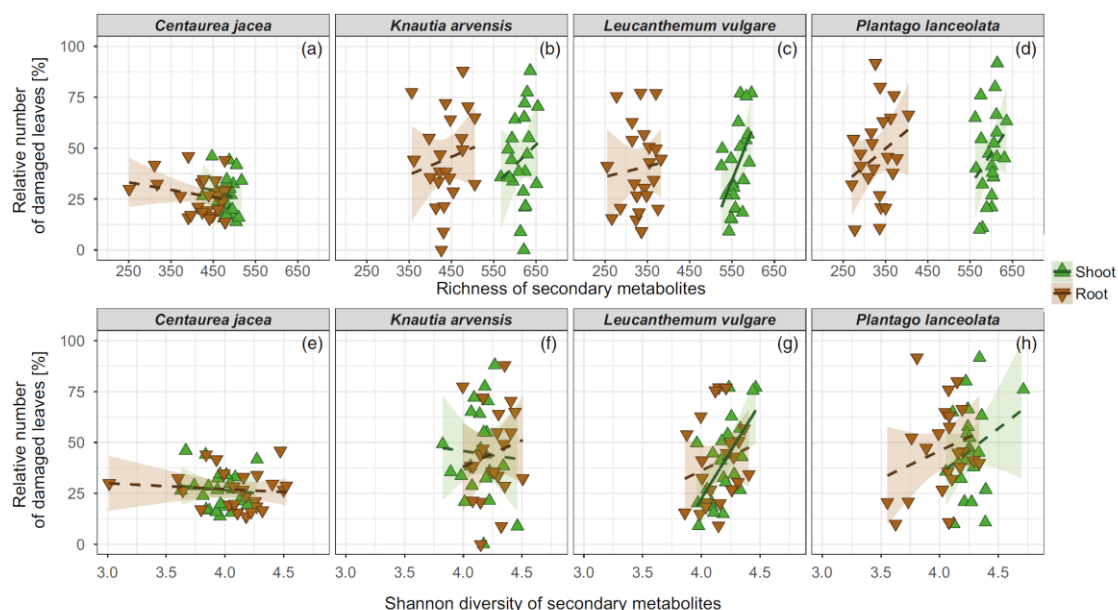 Centaurea jacea Knautia arvensis Leucanthemum vulgare Plantago lanceolata
(a) (b) (c) (d)
Relative number
of damaged leaves [%]
100
75
50
25
0
250 350 450 550 650 250 350 450 550 650 250 350 450 550 650 250 350 450 550 650
Richness of secondary metabolites
Shoot
Root
Centaurea jacea Knautia arvensis Leucanthemum vulgare Plantago lanceolata
(e) (f) (g) (h)
Relative number
of damaged leaves [%]
100
75
50
25
0
3.0 3.5 4.0 4.5 3.0 3.5 4.0 4.5 3.0 3.5 4.0 4.5 3.0 3.5 4.0 4.5
Shannon diversity of secondary metabolites